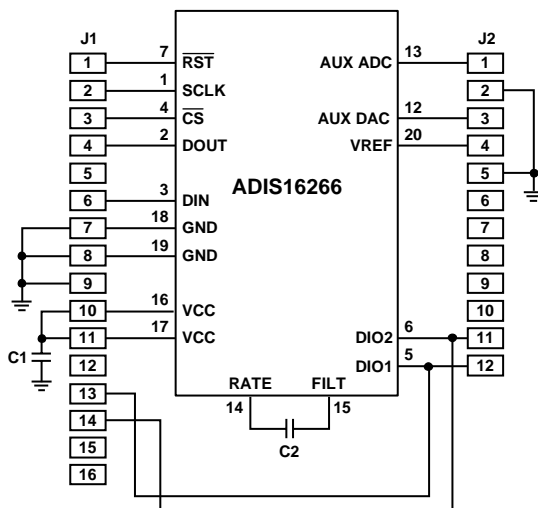 J1 J2
1 7 RST AUX ADC 13 1
2 1 SCLK 2
3 4 CS AUX DAC 12 3
4 2 DOUT VREF 20 4
5 5
ADIS16266
6 3 DIN 6
7 18 GND 7
8 19 GND 8
9 9
10 16 VCC 10
11 17 VCC DIO2 6 11
C1
12 DIO1 5 12
13 RATE FILT
14 14 15
C2
15
16